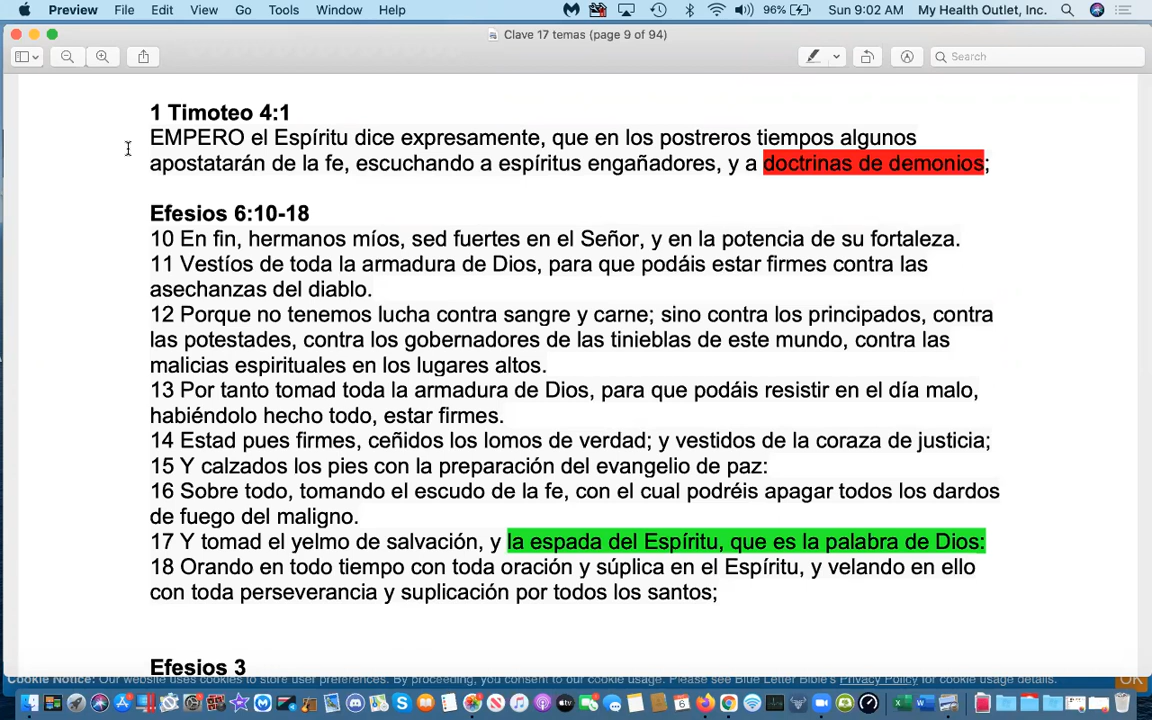 Preview File Edit View Go Tools Window Help 96% Sun 9:02 AM My Health Outlet, Inc.
Clave 17 temas (page 9 of 94)
Search
1 Timoteo 4:1
EMPERO el Espíritu dice expresamente, que en los postreros tiempos algunos
apostatarán de la fe, escuchando a espíritus engañadores, y a doctrinas de demonios;
Efesios 6:10-18
10 En fin, hermanos míos, sed fuertes en el Señor, y en la potencia de su fortaleza.
11 Vestíos de toda la armadura de Dios, para que podáis estar firmes contra las
asechanzas del diablo.
12 Porque no tenemos lucha contra sangre y carne; sino contra los principados, contra
las potestades, contra los gobernadores de las tinieblas de este mundo, contra las
malicias espirituales en los lugares altos.
13 Por tanto tomad toda la armadura de Dios, para que podáis resistir en el día malo,
habiéndolo hecho todo, estar firmes.
14 Estad pues firmes, ceñidos los lomos de verdad; y vestidos de la coraza de justicia;
15 Y calzados los pies con la preparación del evangelio de paz:
16 Sobre todo, tomando el escudo de la fe, con el cual podréis apagar todos los dardos
de fuego del maligno.
17 Y tomad el yelmo de salvación, y la espada del Espíritu, que es la palabra de Dios:
18 Orando en todo tiempo con toda oración y súplica en el Espíritu, y velando en ello
con toda perseverancia y suplicación por todos los santos;
Efesios 3
Cookie Notice: Our website uses cookies to store user preferences. By proceeding, you consent to our cookie usage. Please see Blue Letter Bible's Privacy Policy for cookie usage details. OK